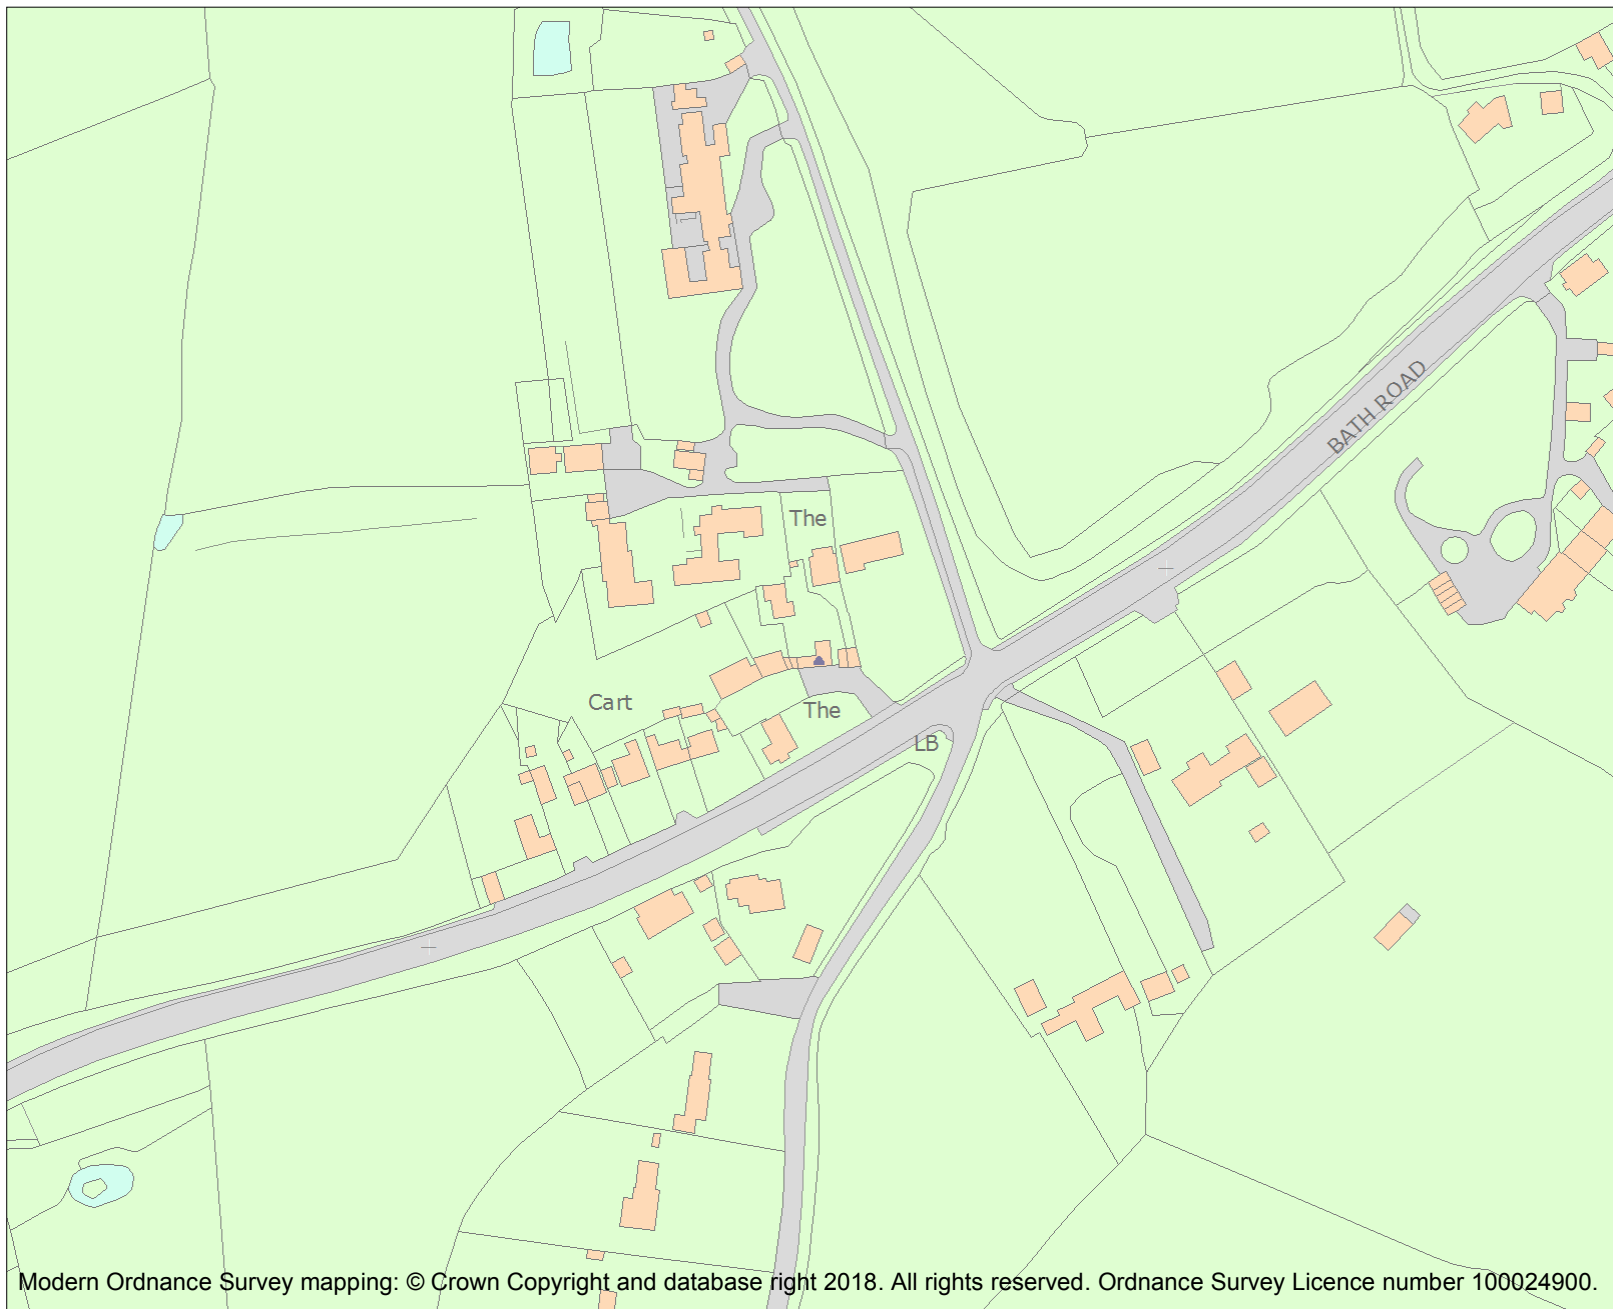 BATH ROAD
The
Cart
The
LB
Modern Ordnance Survey mapping: © Crown Copyright and database right 2018. All rights reserved. Ordnance Survey Licence number 100024900.